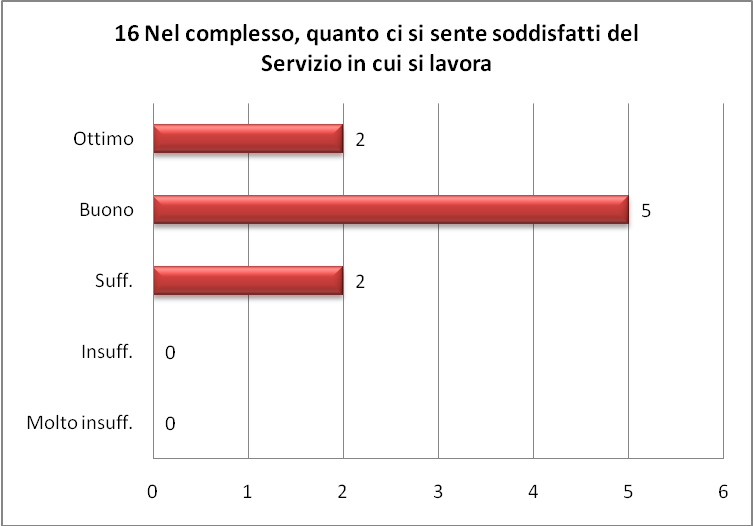 16 Nel complesso, quanto ci si sente soddisfatti del
Servizio in cui si lavora
Ottimo 2
Buono 5
Suff. 2
Insuff. 0
Molto insuff. 0
0 1 2 3 4 5 6